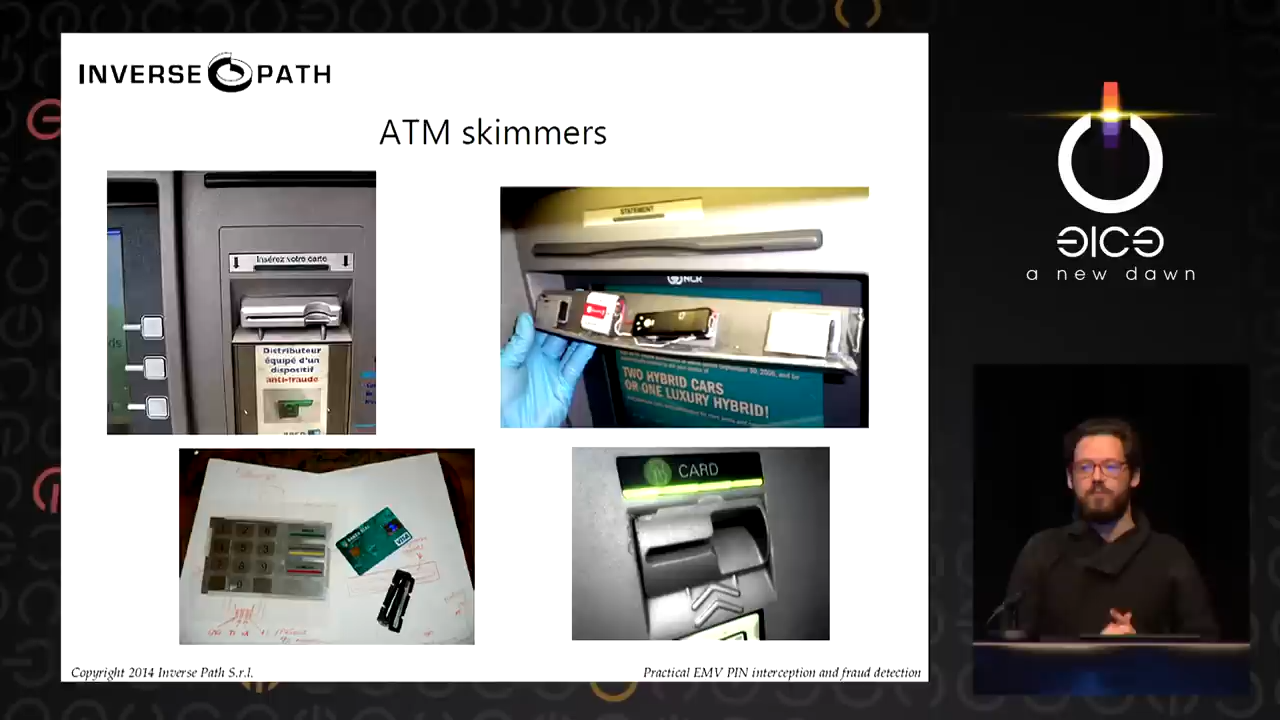 INVERSE PATH
ATM skimmers
Insérez votre carte
Distributeur
équipé d'un
dispositif
anti-fraude
STATEMENT
NCR
TWO HYBRID CARS
OR ONE LUXURY HYBRID!
VISA
CARD
Copyright 2014 Inverse Path S.r.l.
Practical EMV PIN interception and fraud detection
a new dawn